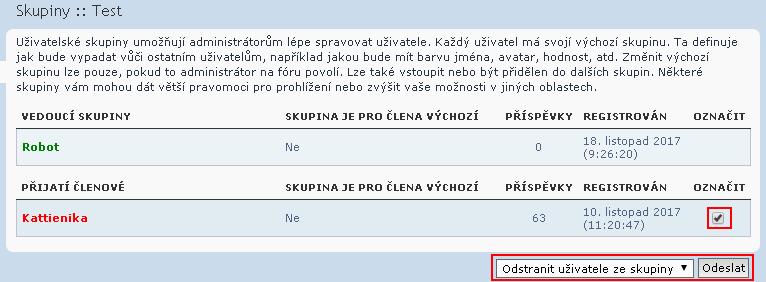 Skupiny :: Test
Uživatelské skupiny umožňují administrátorům lépe spravovat uživatele. Každý uživatel má svojí výchozí skupinu. Ta definuje
jak bude vypadat vůči ostatním uživatelům, například jakou bude mít barvu jména, avatar, hodnost, atd. Změnit výchozí
skupinu lze pouze, pokud to administrátor na fóru povolí. Lze také vstoupit nebo být přidělen do dalších skupin. Některé
skupiny vám mohou dát větší pravomoci pro prohlížení nebo zvýšit vaše možnosti v jiných oblastech.
VEDOUCÍ SKUPINY SKUPINA JE PRO ČLENA VÝCHOZÍ PŘÍSPĚVKY REGISTROVÁN OZNAČIT
Robot Ne 0 18. listopad 2017
(9:26:20)
PŘIJATÍ ČLENOVÉ SKUPINA JE PRO ČLENA VÝCHOZÍ PŘÍSPĚVKY REGISTROVÁN OZNAČIT
Kattienika Ne 63 10. listopad 2017
(11:20:47)
Odstranit uživatele ze skupiny Odeslat